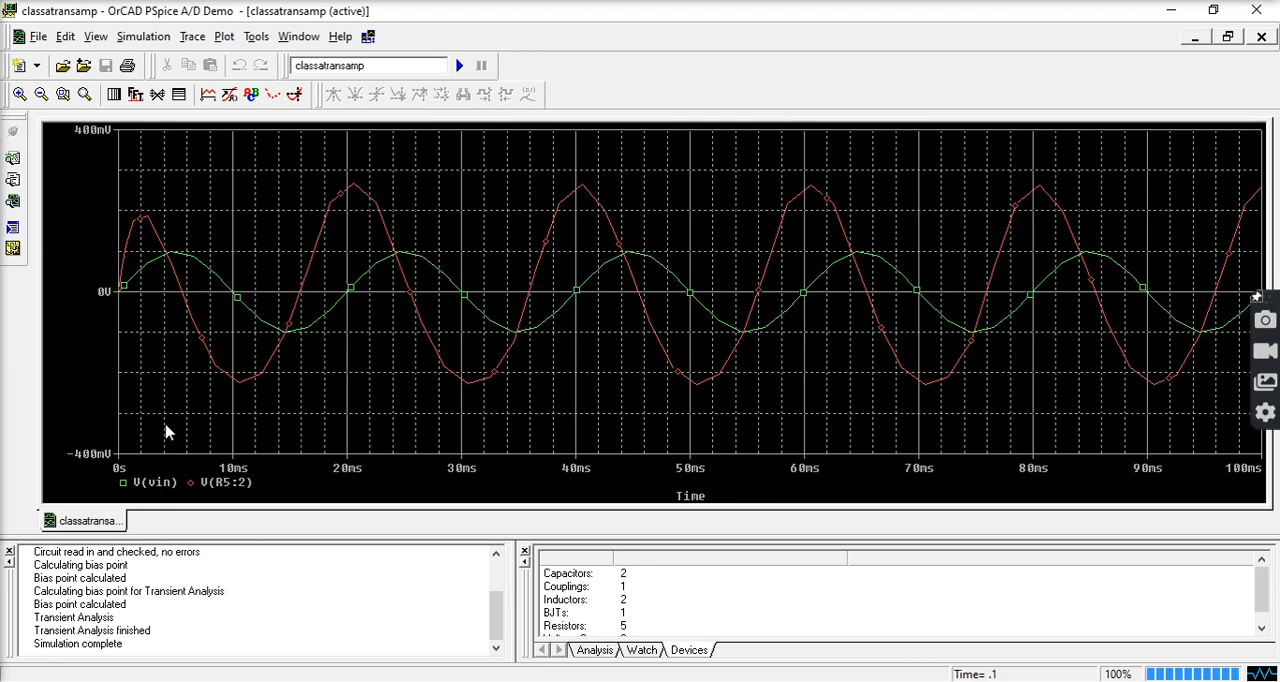 classatransamp - OrCAD PSpice A/D Demo - [classatransamp (active)]
File Edit View Simulation Trace Plot Tools Window Help
classatransamp
400mV
0V
-400mV
0s 10ms 20ms 30ms 40ms 50ms 60ms 70ms 80ms 90ms 100ms
V(vin) V(R5:2)
Time
classatransa...
Circuit read in and checked, no errors
Calculating bias point
Bias point calculated
Calculating bias point for Transient Analysis
Bias point calculated
Transient Analysis
Transient Analysis finished
Simulation complete
Capacitors: 2
Couplings: 1
Inductors: 2
BJTs: 1
Resistors: 5
Analysis Watch Devices
Time= .1 100%